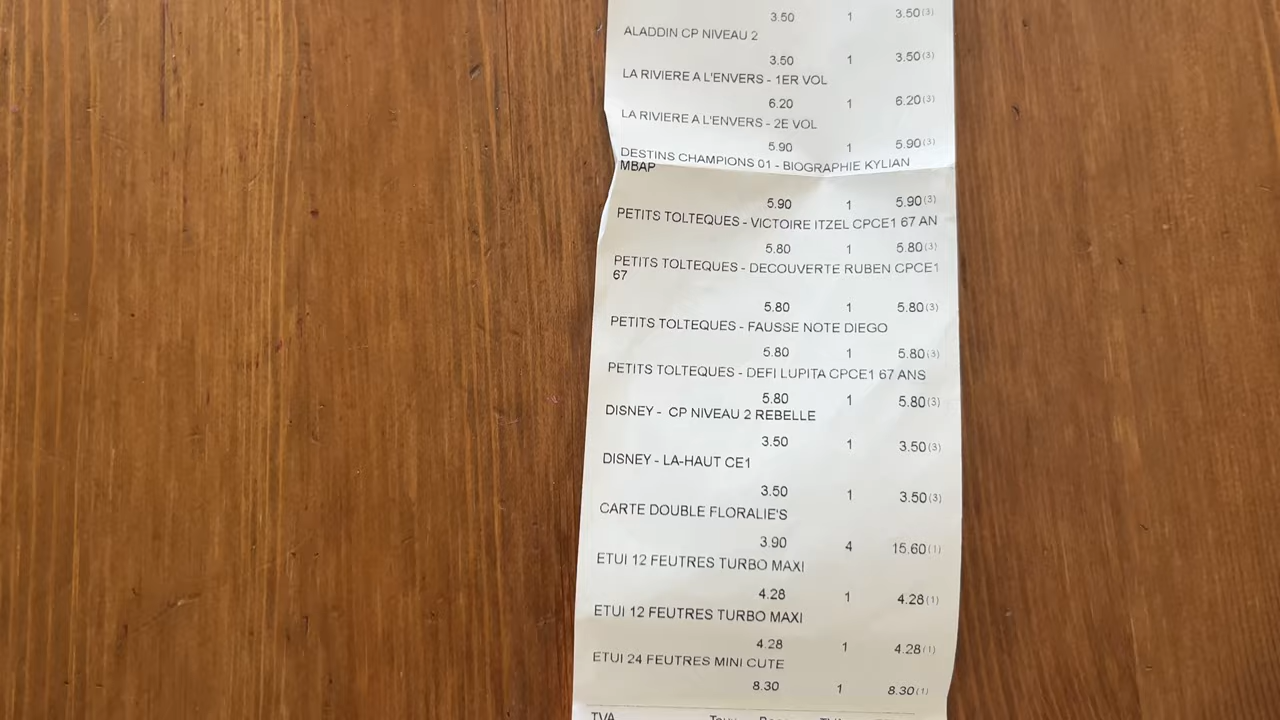 3.50 1 3.50(3)
ALADDIN CP NIVEAU 2
3.50 1 3.50(3)
LA RIVIERE A L'ENVERS - 1ER VOL
6.20 1 6.20(3)
LA RIVIERE A L'ENVERS - 2E VOL
5.90 1 5.90(3)
DESTINS CHAMPIONS 01 - BIOGRAPHIE KYLIAN
MBAP
5.90 1 5.90(3)
PETITS TOLTEQUES - VICTOIRE ITZEL CPCE1 67 AN
5.80 1 5.80(3)
PETITS TOLTEQUES - DECOUVERTE RUBEN CPCE1
67
5.80 1 5.80(3)
PETITS TOLTEQUES - FAUSSE NOTE DIEGO
5.80 1 5.80(3)
PETITS TOLTEQUES - DEFI LUPITA CPCE1 67 ANS
5.80 1 5.80(3)
DISNEY - CP NIVEAU 2 REBELLE
3.50 1 3.50(3)
DISNEY - LA-HAUT CE1
3.50 1 3.50(3)
CARTE DOUBLE FLORALIE'S
3.90 4 15.60(1)
ETUI 12 FEUTRES TURBO MAXI
4.28 1 4.28(1)
ETUI 12 FEUTRES TURBO MAXI
4.28 1 4.28(1)
ETUI 24 FEUTRES MINI CUTE
8.30 1 8.30(1)
TVA